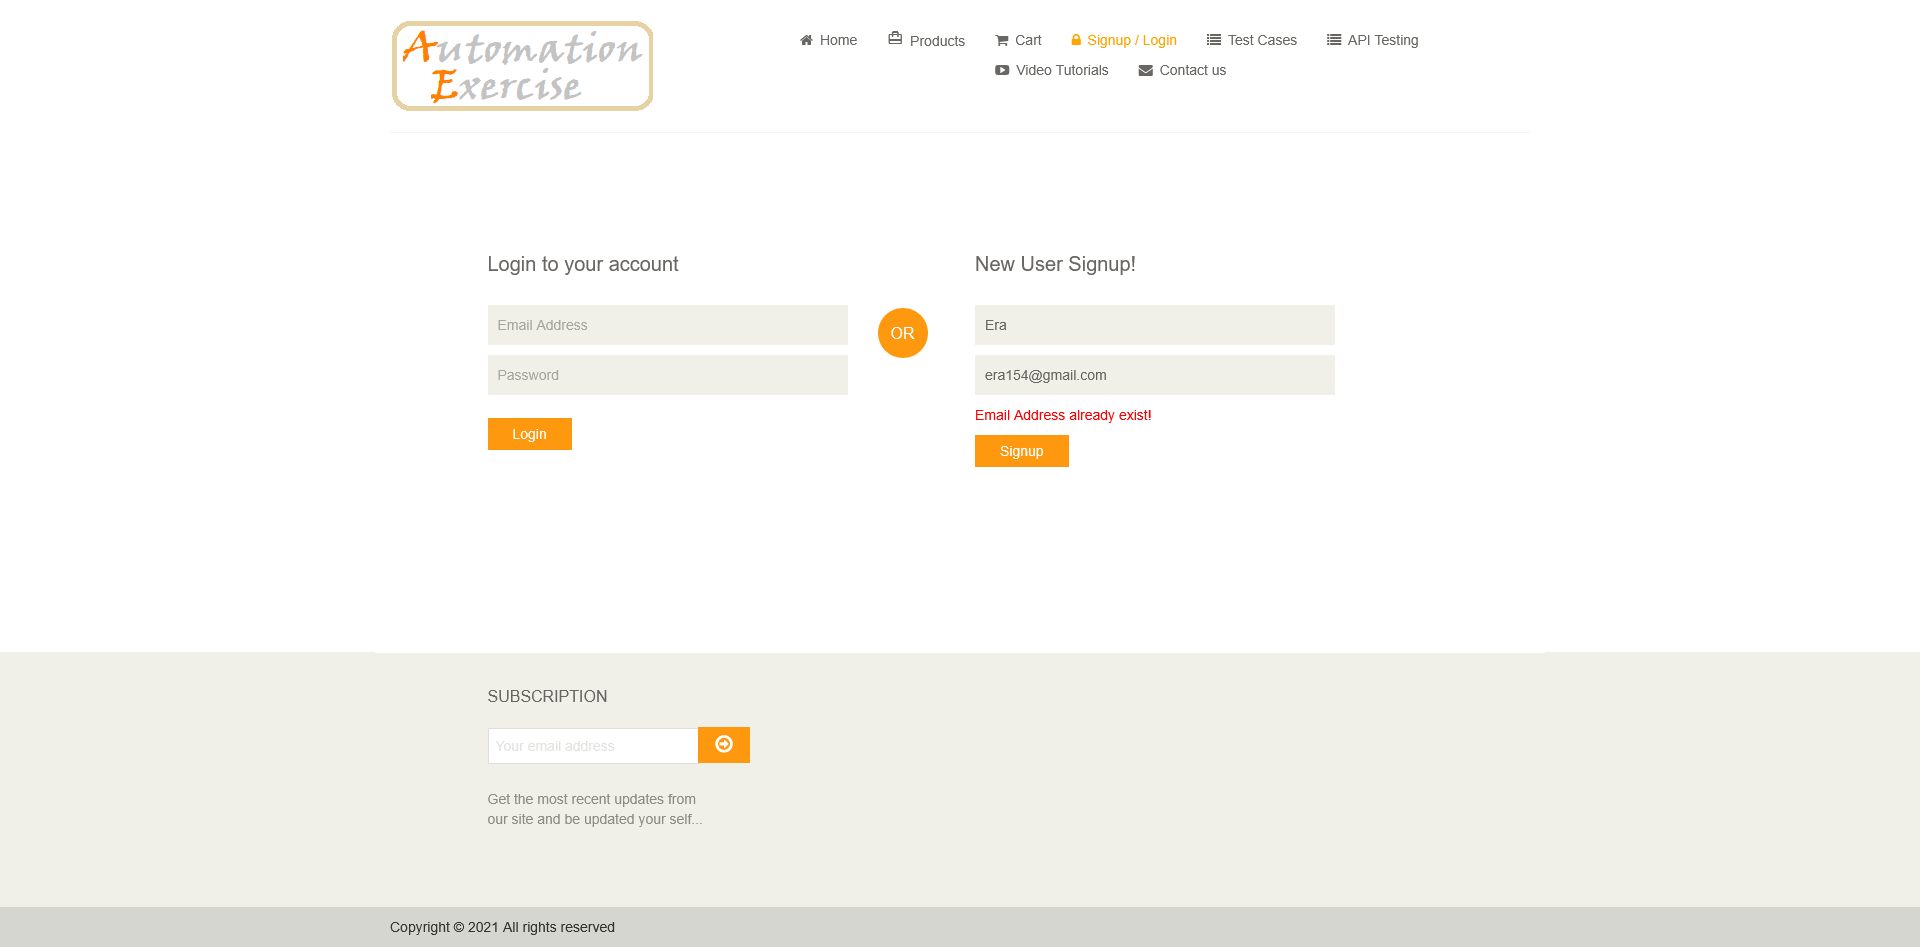 Automation
Exercise
Home
Products
Cart
Signup / Login
Test Cases
API Testing
Video Tutorials
Contact us
Login to your account
Email Address
Password
Login
OR
New User Signup!
Era
era154@gmail.com
Email Address already exist!
Signup
SUBSCRIPTION
Your email address
Get the most recent updates from
our site and be updated your self...
Copyright © 2021 All rights reserved